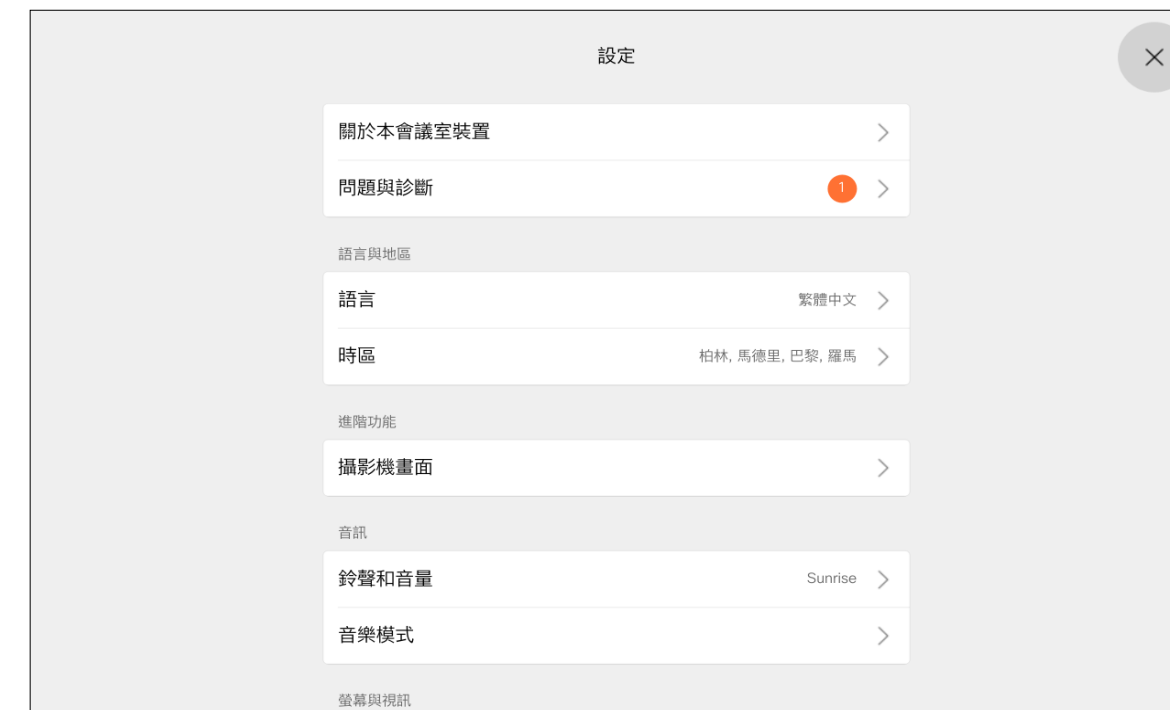 設定
關於本會議室裝置
問題與診斷 1
語言與地區
語言 繁體中文
時區 柏林, 馬德里, 巴黎, 羅馬
進階功能
攝影機畫面
音訊
鈴聲和音量 Sunrise
音樂模式
螢幕與視訊